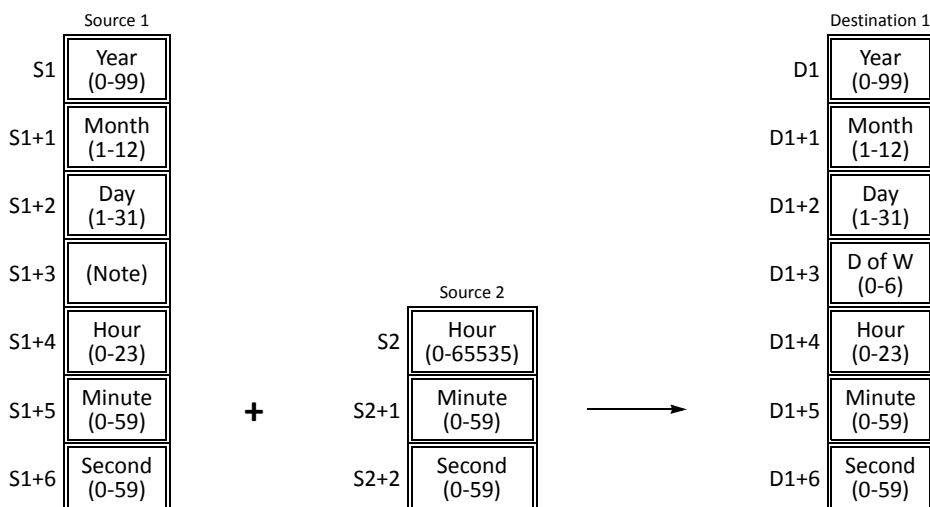 Source 1
S1
Year
(0-99)
S1+1
Month
(1-12)
S1+2
Day
(1-31)
S1+3
(Note)
S1+4
Hour
(0-23)
S1+5
Minute
(0-59)
S1+6
Second
(0-59)
+
Source 2
S2
Hour
(0-65535)
S2+1
Minute
(0-59)
S2+2
Second
(0-59)
Destination 1
D1
Year
(0-99)
D1+1
Month
(1-12)
D1+2
Day
(1-31)
D1+3
D of W
(0-6)
D1+4
Hour
(0-23)
D1+5
Minute
(0-59)
D1+6
Second
(0-59)